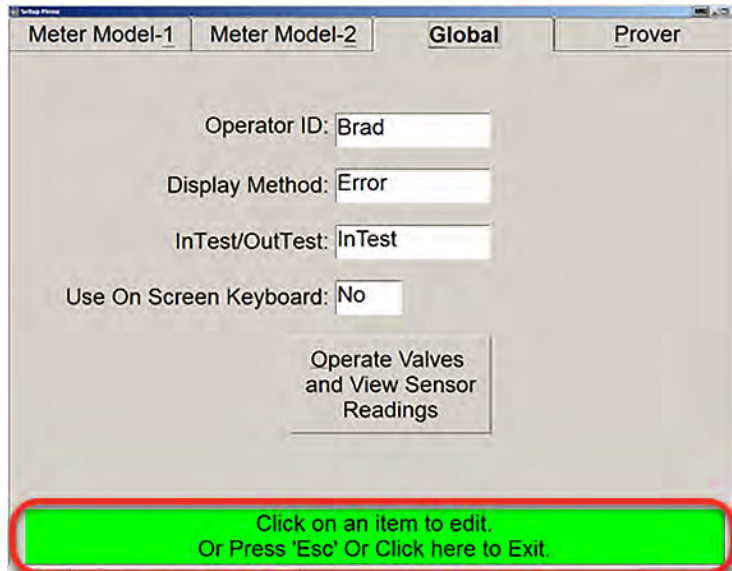 Setup Menu
Meter Model-1 Meter Model-2 Global Prover
Operator ID: Brad
Display Method: Error
InTest/OutTest: InTest
Use On Screen Keyboard: No
Operate Valves
and View Sensor
Readings
Click on an item to edit.
Or Press 'Esc' Or Click here to Exit.